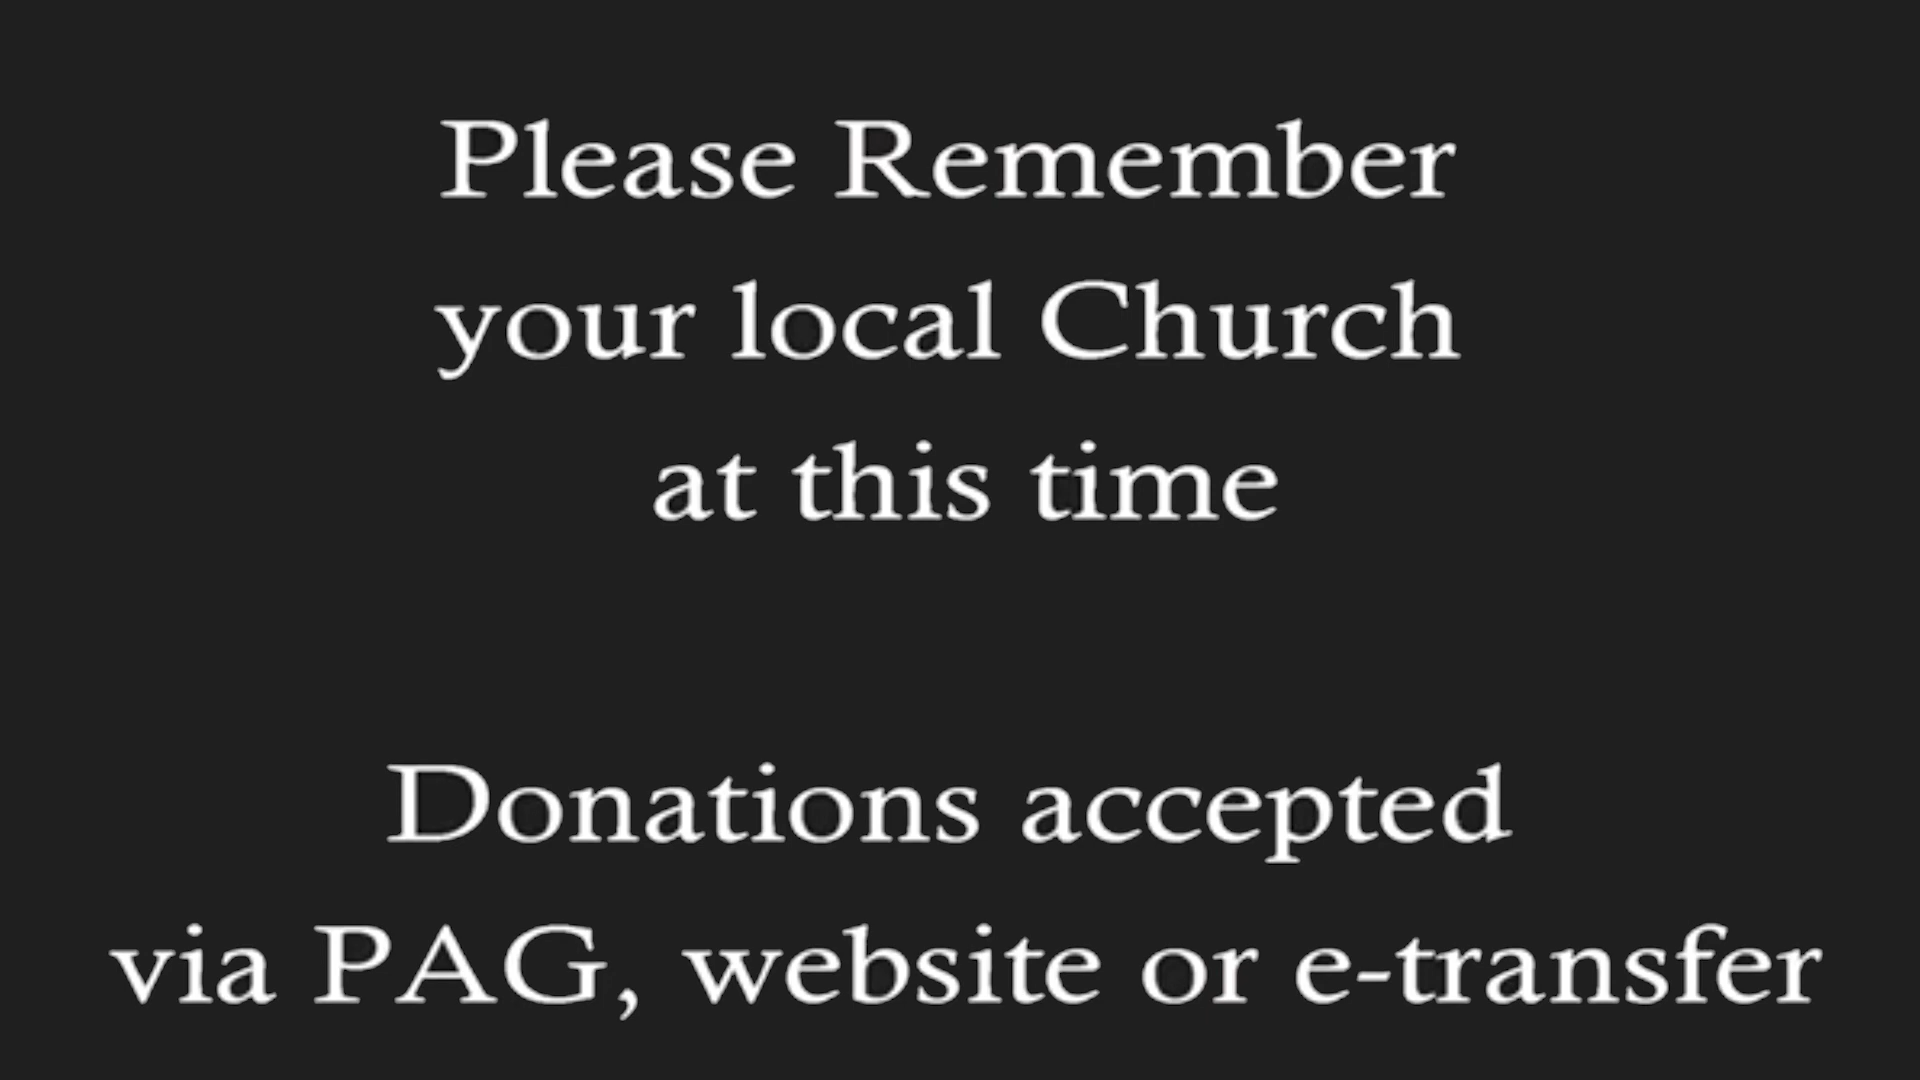 Please Remember
your local Church
at this time
Donations accepted
via PAG, website or e-transfer